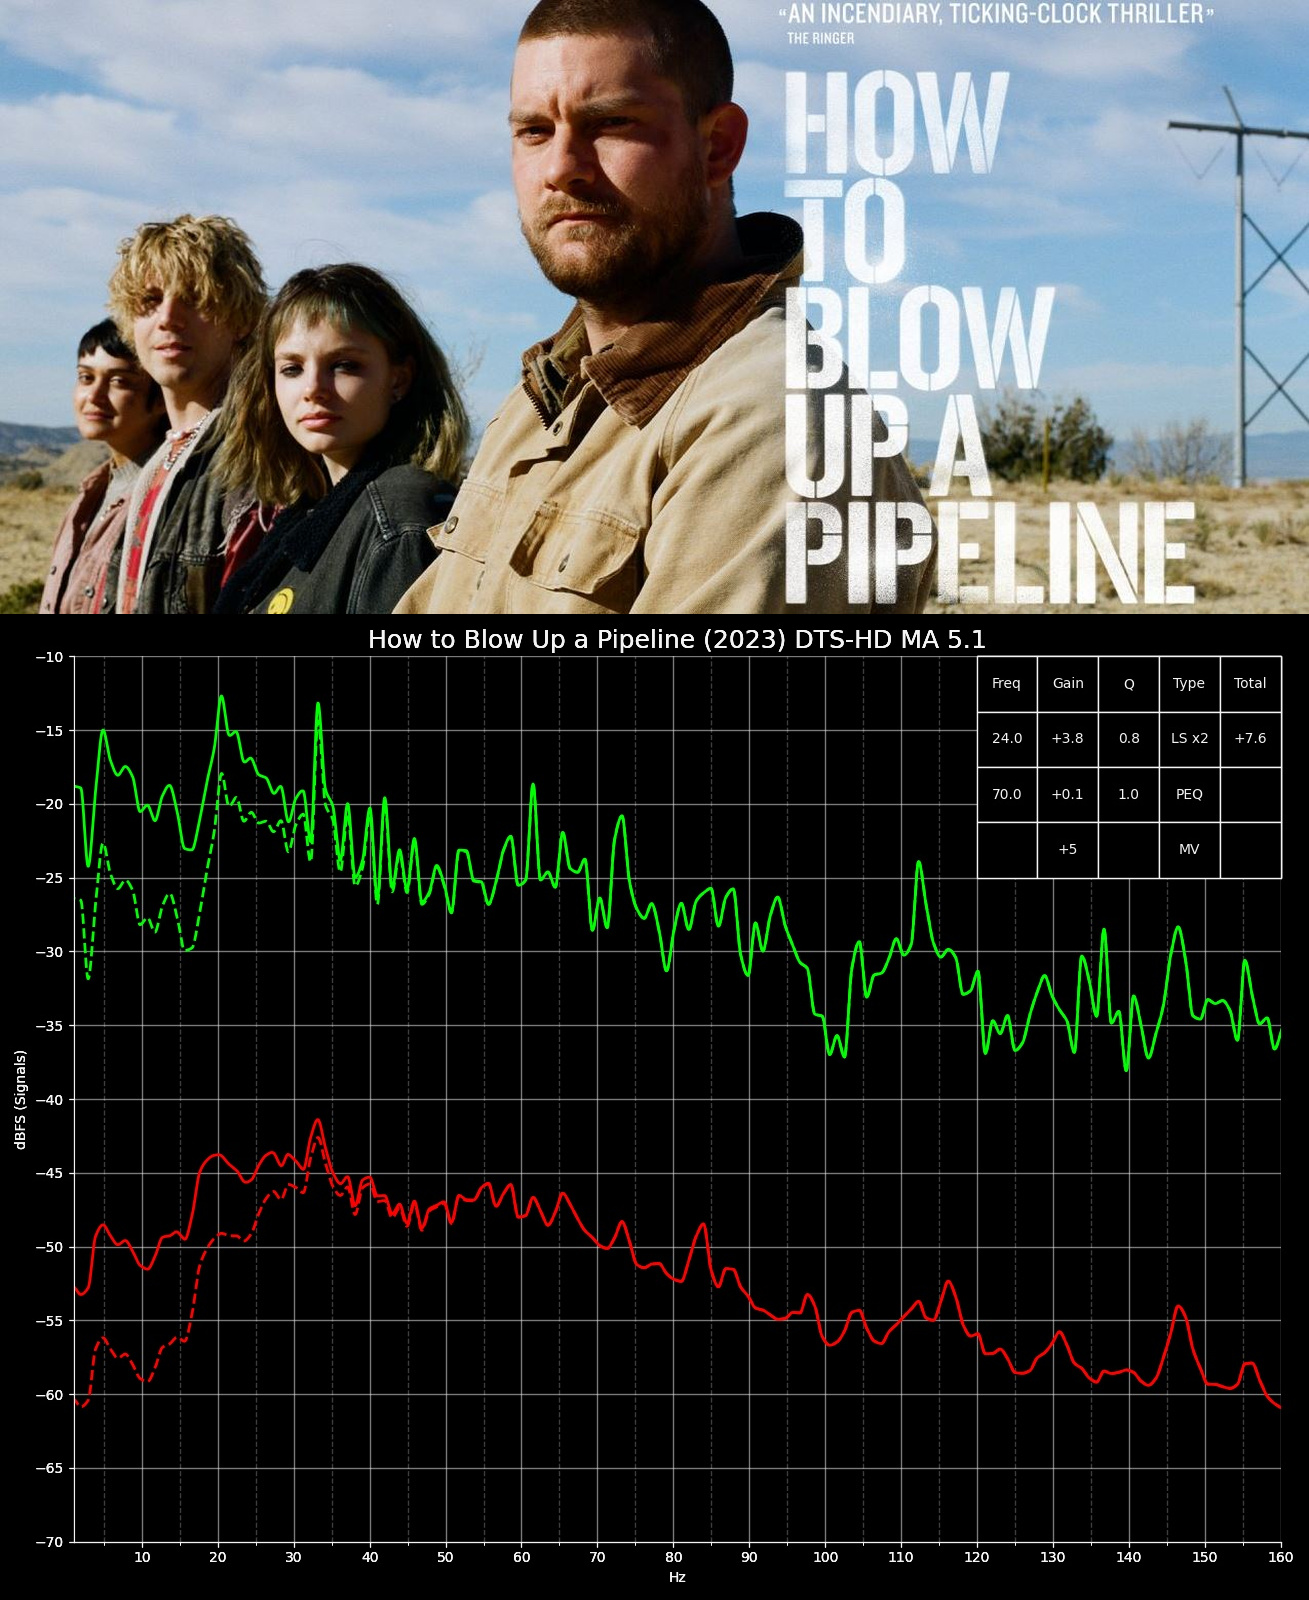 “AN INCENDIARY, TICKING-CLOCK THRILLER”
THE RINGER
HOW
TO
BLOW
UP A
PIPELINE
How to Blow Up a Pipeline (2023) DTS-HD MA 5.1
Freq Gain Q Type Total
24.0 +3.8 0.8 LS x2 +7.6
70.0 +0.1 1.0 PEQ
+5 MV
−10
−15
−20
−25
−30
−35
−40
−45
−50
−55
−60
−65
−70
dBFS (Signals)
10 20 30 40 50 60 70 80 90 100 110 120 130 140 150 160
Hz